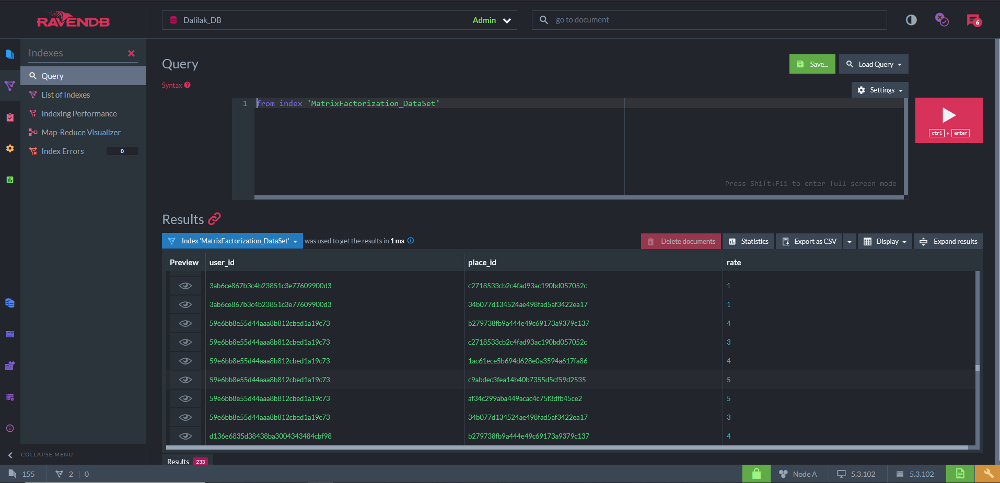 RAVENDB
Dalilak_DB
Admin
go to document
6
Indexes
Query
List of Indexes
Indexing Performance
Map-Reduce Visualizer
Index Errors
0
Query
Save...
Load Query
Syntax
Settings
1
from index 'MatrixFactorization_DataSet'
ctrl + enter
Press Shift+F11 to enter full screen mode
Results
Index 'MatrixFactorization_DataSet'
was used to get the results in 1 ms
Delete documents
Statistics
Export as CSV
Display
Expand results
Preview user_id place_id rate
3ab6ce867b3c4b23851c3e77609900d3 c2718533cb2c4fad93ac190bd057052c 1
3ab6ce867b3c4b23851c3e77609900d3 34b077d134524ae498fad5af3422ea17 1
59e6bb8e55d44aaa8b812cbed1a19c73 b279738fb9a444e49c69173a9379c137 4
59e6bb8e55d44aaa8b812cbed1a19c73 c2718533cb2c4fad93ac190bd057052c 3
59e6bb8e55d44aaa8b812cbed1a19c73 1ac61ece5b694d628e0a3594a617fa86 4
59e6bb8e55d44aaa8b812cbed1a19c73 c9abdec3fea14b40b7355d5cf59d2535 5
59e6bb8e55d44aaa8b812cbed1a19c73 af34c299aba449acac4c75f3dfb45ce2 5
59e6bb8e55d44aaa8b812cbed1a19c73 34b077d134524ae498fad5af3422ea17 3
d136e6835d38438ba3004343484cbf98 b279738fb9a444e49c69173a9379c137 4
Results 233
COLLAPSE MENU
155
2 | 0
Node A
5.3.102
5.3.102